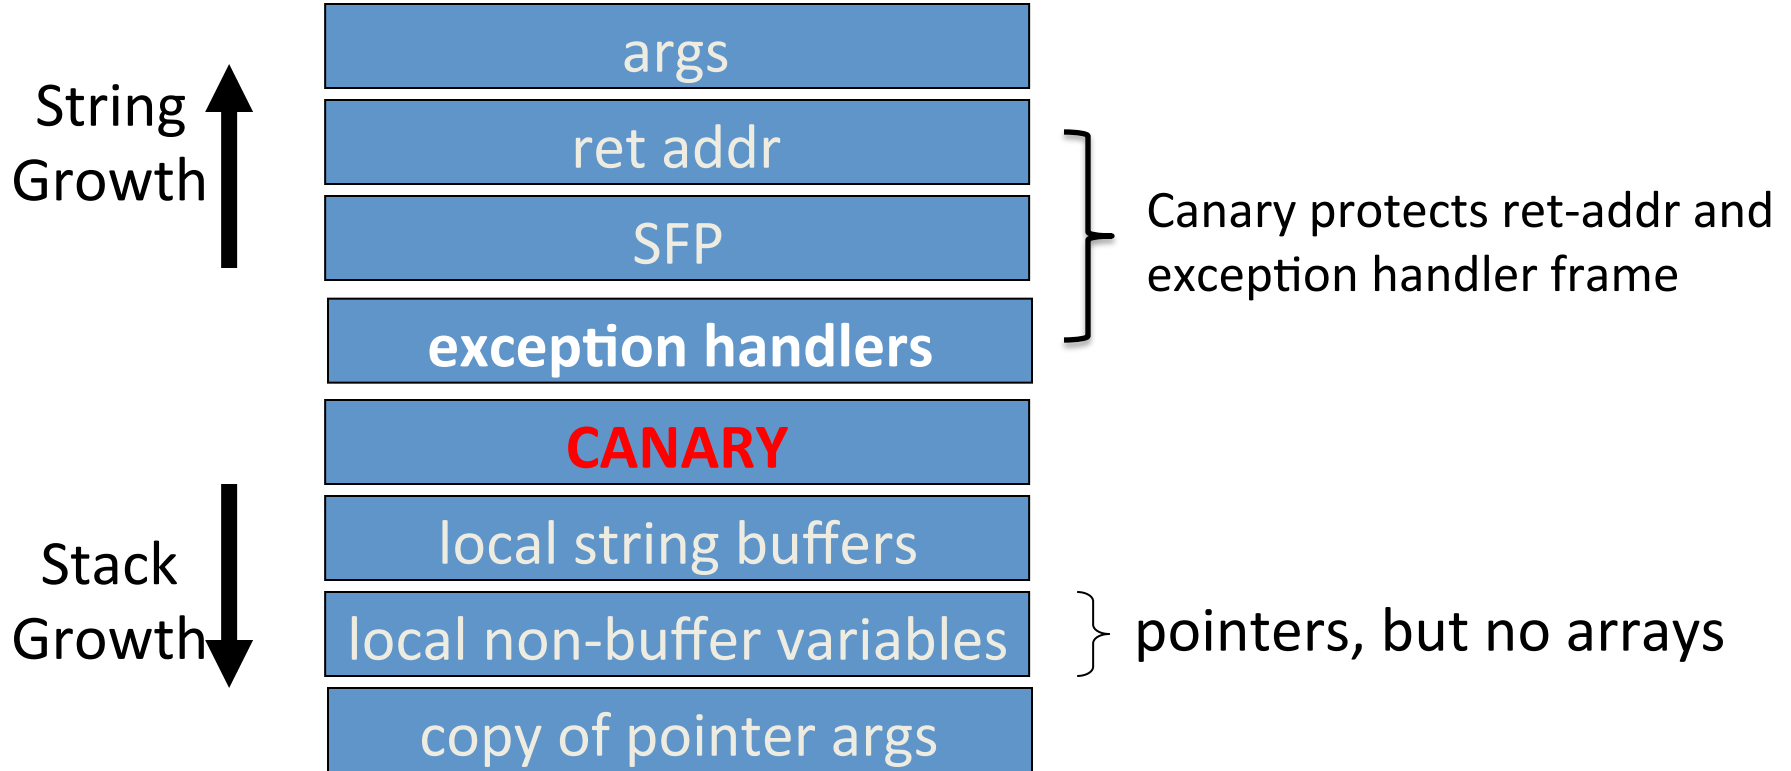 args
String
Growth
ret addr
SFP
Canary protects ret-addr and
exception handler frame
exception handlers
CANARY
local string buffers
Stack
Growth
local non-buffer variables
pointers, but no arrays
copy of pointer args